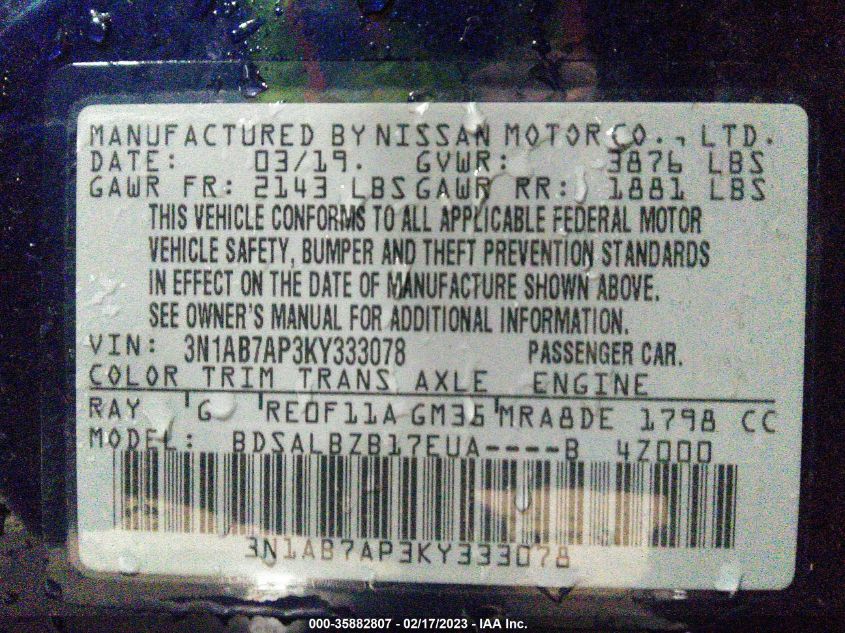 MANUFACTURED BY NISSAN MOTOR CO., LTD.
DATE: 03/19. GVWR: 3876 LBS
GAWR FR: 2143 LBS GAWR RR: 1881 LBS
THIS VEHICLE CONFORMS TO ALL APPLICABLE FEDERAL MOTOR
VEHICLE SAFETY, BUMPER AND THEFT PREVENTION STANDARDS
IN EFFECT ON THE DATE OF MANUFACTURE SHOWN ABOVE.
SEE OWNER'S MANUAL FOR ADDITIONAL INFORMATION.
VIN: 3N1AB7AP3KY333078 PASSENGER CAR.
COLOR TRIM TRANS AXLE ENGINE
RAY G RE0F11A GM36 MRA8DE 1798 CC
MODEL: BDSALBZB17EUA----B 4Z000
3N1AB7AP3KY333078
000-35882807 - 02/17/2023 - IAA Inc.